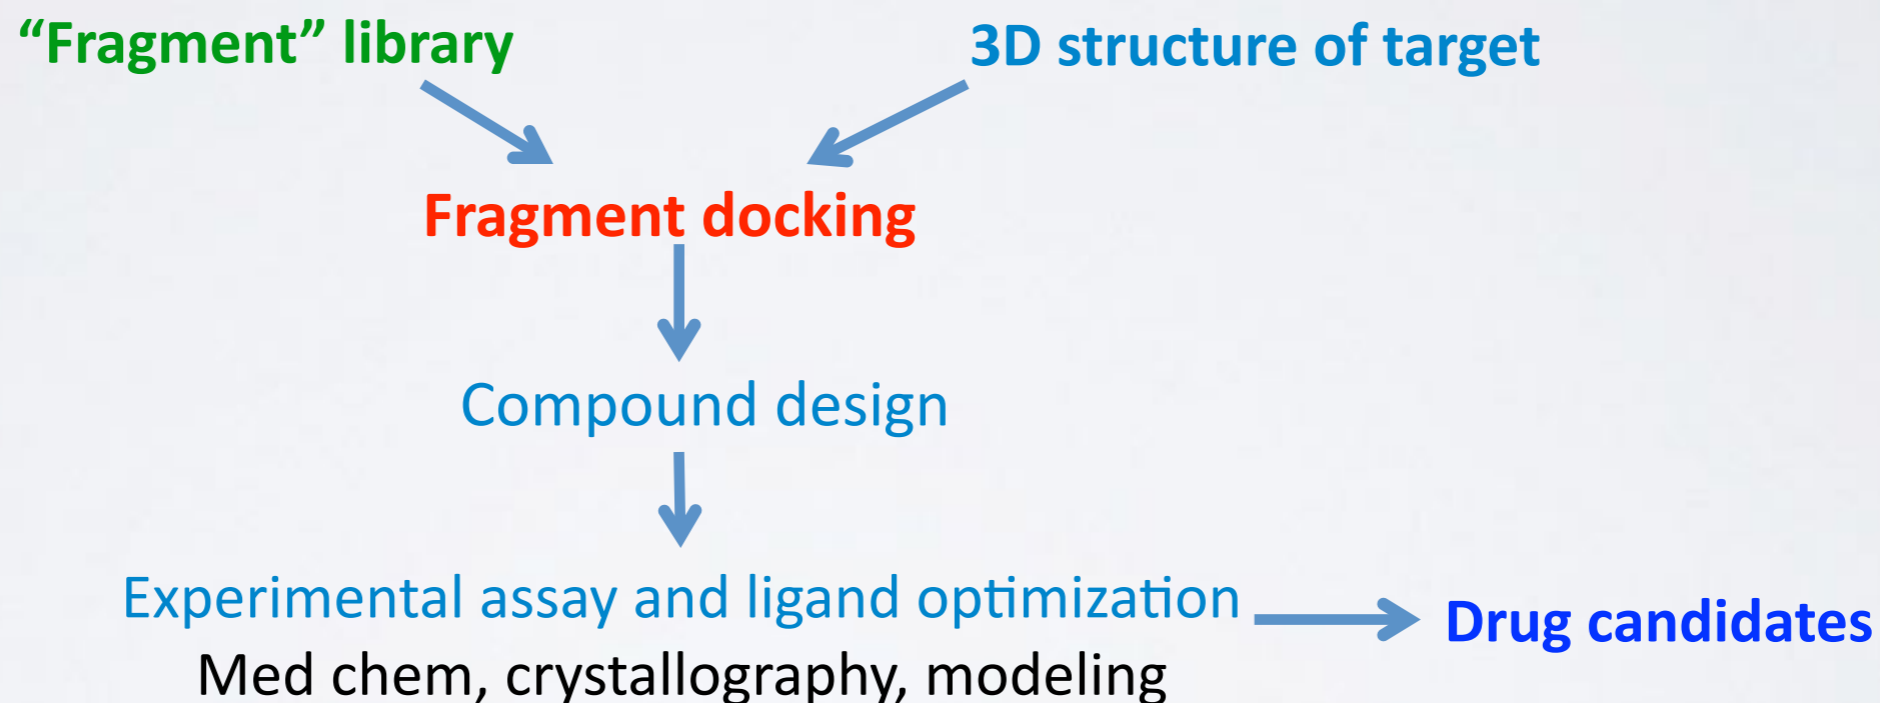 “Fragment” library
3D structure of target
Fragment docking
Compound design
Experimental assay and ligand optimization
Drug candidates
Med chem, crystallography, modeling